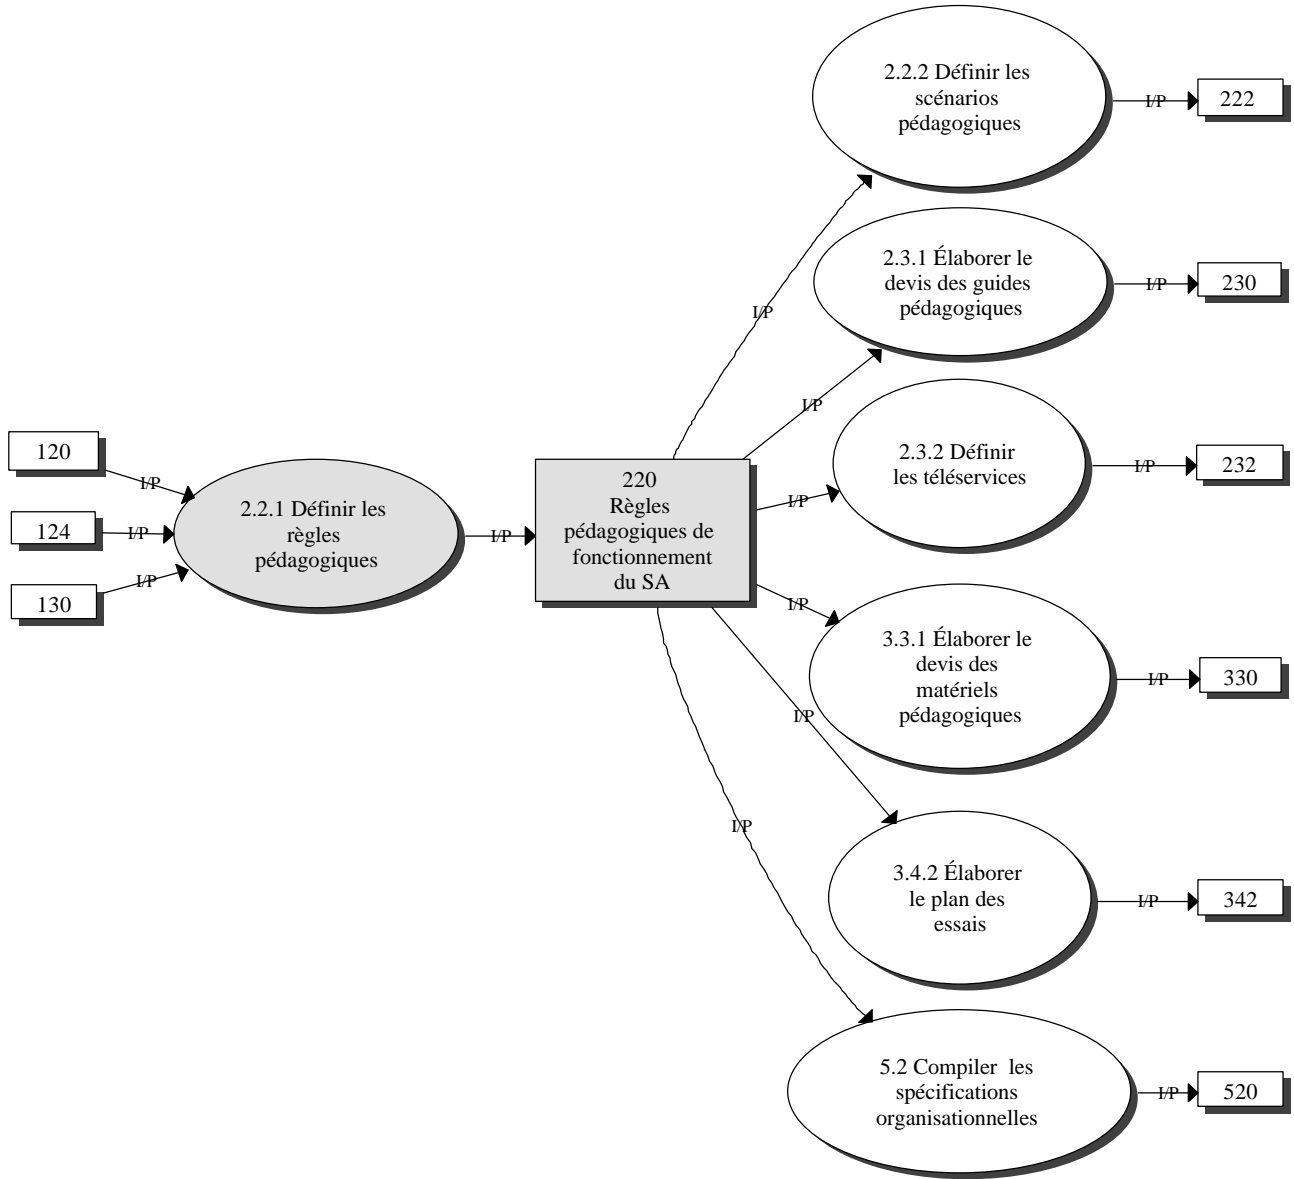 2.2.2 Définir les
scénarios
pédagogiques
I/P
222
2.3.1 Élaborer le
devis des guides
pédagogiques
I/P
230
I/P
I/P
2.3.2 Définir
les téléservices
I/P
232
120
I/P
124
I/P
130
I/P
2.2.1 Définir les
règles
pédagogiques
I/P
220
Règles
pédagogiques de
fonctionnement
du SA
I/P
I/P
3.3.1 Élaborer le
devis des
matériels
pédagogiques
I/P
330
I/P
3.4.2 Élaborer
le plan des
essais
I/P
342
I/P
5.2 Compiler  les
spécifications
organisationnelles
I/P
520